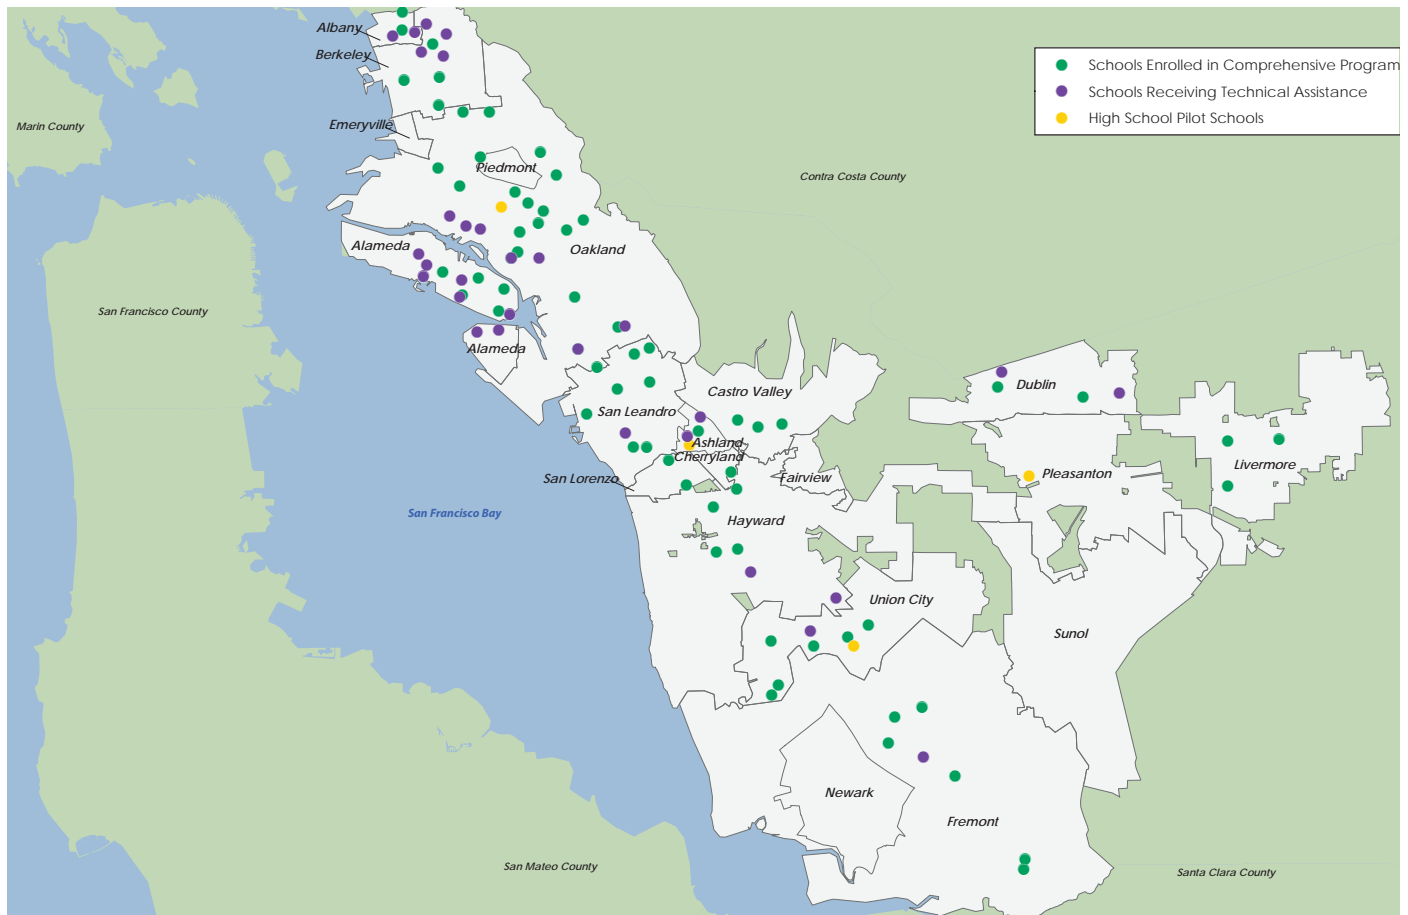 Albany
Berkeley
Schools Enrolled in Comprehensive Program
Schools Receiving Technical Assistance
High School Pilot Schools
Marin County
Emeryville
Piedmont
Contra Costa County
Alameda
Oakland
San Francisco County
Alameda
Castro Valley
Dublin
San Leandro
Ashland
Cherryland
San Lorenzo
Fairview
Pleasanton
Livermore
San Francisco Bay
Hayward
Union City
Sunol
Newark
Fremont
San Mateo County
Santa Clara County